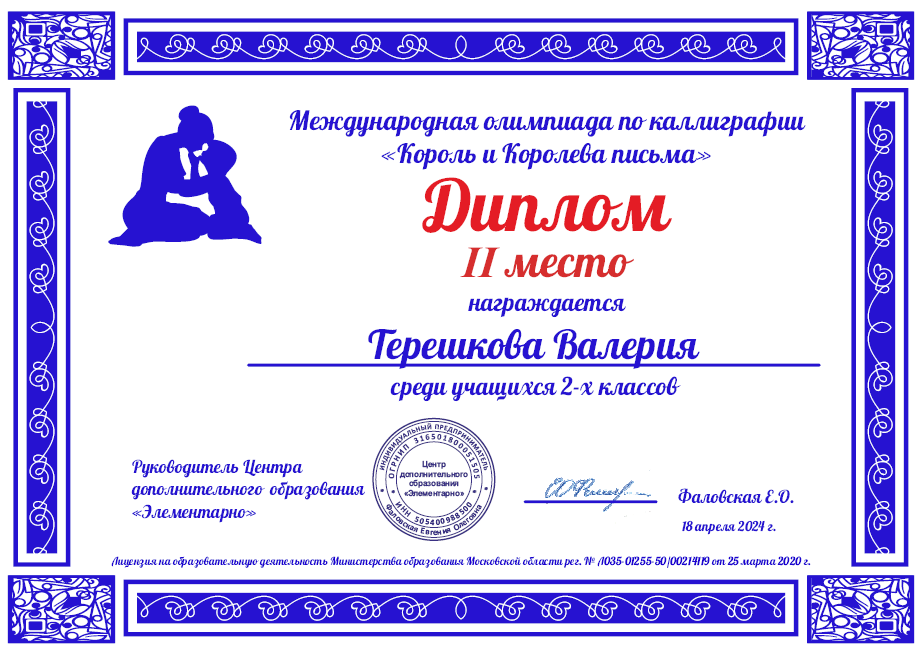 Международная олимпиада по каллиграфии
«Король и Королева письма»
Диплом
II место
награждается
Терешкова Валерия
среди учащихся 2-х классов
Руководитель Центра
дополнительного образования
«Элементарно»
ИНДИВИДУАЛЬНЫЙ ПРЕДПРИНИМАТЕЛЬ
ОГРНИП 316501800051505
Центр
дополнительного
образования
«Элементарно»
ИНН 505400988500
Фаловская Евгения Олеговна
Фаловская Е.О.
18 апреля 2024 г.
Лицензия на образовательную деятельность Министерства образования Московской области рег. № Л035-01255-50/00214119 от 25 марта 2020 г.